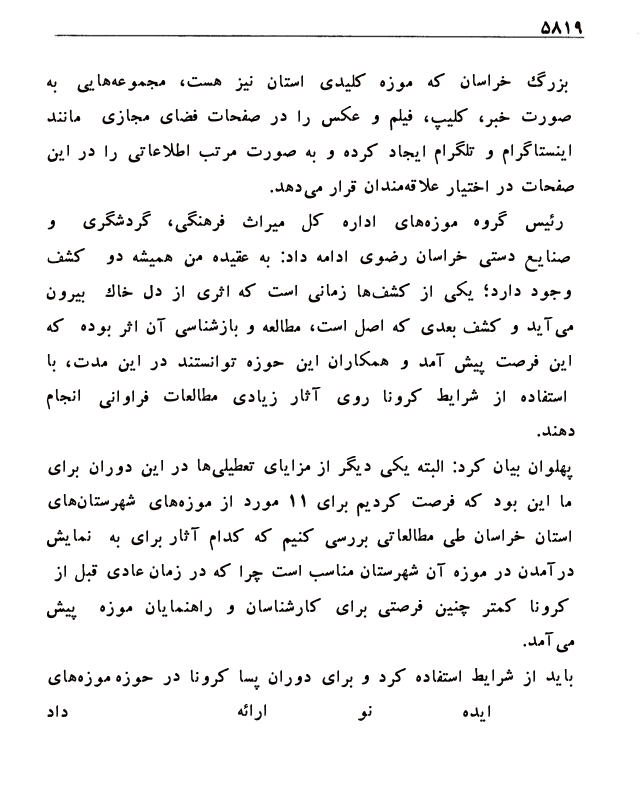 ۵۸۱۹
بزرگ خراسان که موزه کلیدی استان نیز هست، مجموعه‌هایی به
صورت خبر، کلیپ، فیلم و عکس را در صفحات فضای مجازی مانند
اینستاگرام و تلگرام ایجاد کرده و به صورت مرتب اطلاعاتی را در این
صفحات در اختیار علاقه‌مندان قرار می‌دهد.
رئیس گروه موزه‌های اداره کل میراث فرهنگی، گردشگری و
صنایع دستی خراسان رضوی ادامه داد: به عقیده من همیشه دو کشف
وجود دارد؛ یکی از کشف‌ها زمانی است که اثری از دل خاک بیرون
می‌آید و کشف بعدی که اصل است، مطالعه و بازشناسی آن اثر بوده که
این فرصت پیش آمد و همکاران این حوزه توانستند در این مدت، با
استفاده از شرایط کرونا روی آثار زیادی مطالعات فراوانی انجام
دهند.
پهلوان بیان کرد: البته یکی دیگر از مزایای تعطیلی‌ها در این دوران برای
ما این بود که فرصت کردیم برای ۱۱ مورد از موزه‌های شهرستان‌های
استان خراسان طی مطالعاتی بررسی کنیم که کدام آثار برای به نمایش
درآمدن در موزه آن شهرستان مناسب است چرا که در زمان عادی قبل از
کرونا کمتر چنین فرصتی برای کارشناسان و راهنمایان موزه پیش
می‌آمد.
باید از شرایط استفاده کرد و برای دوران پسا کرونا در حوزه موزه‌های
ایده نو ارائه داد